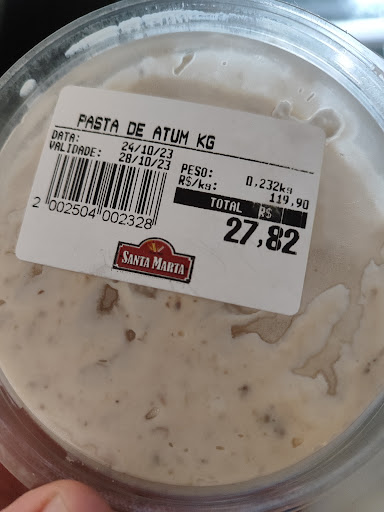 PASTA DE ATUM KG
DATA: 24/10/23
VALIDADE: 28/10/23
PESO: 0,232kg
R$/kg: 119,90
TOTAL R$
27,82
2 002504 002328
SANTA MARTA